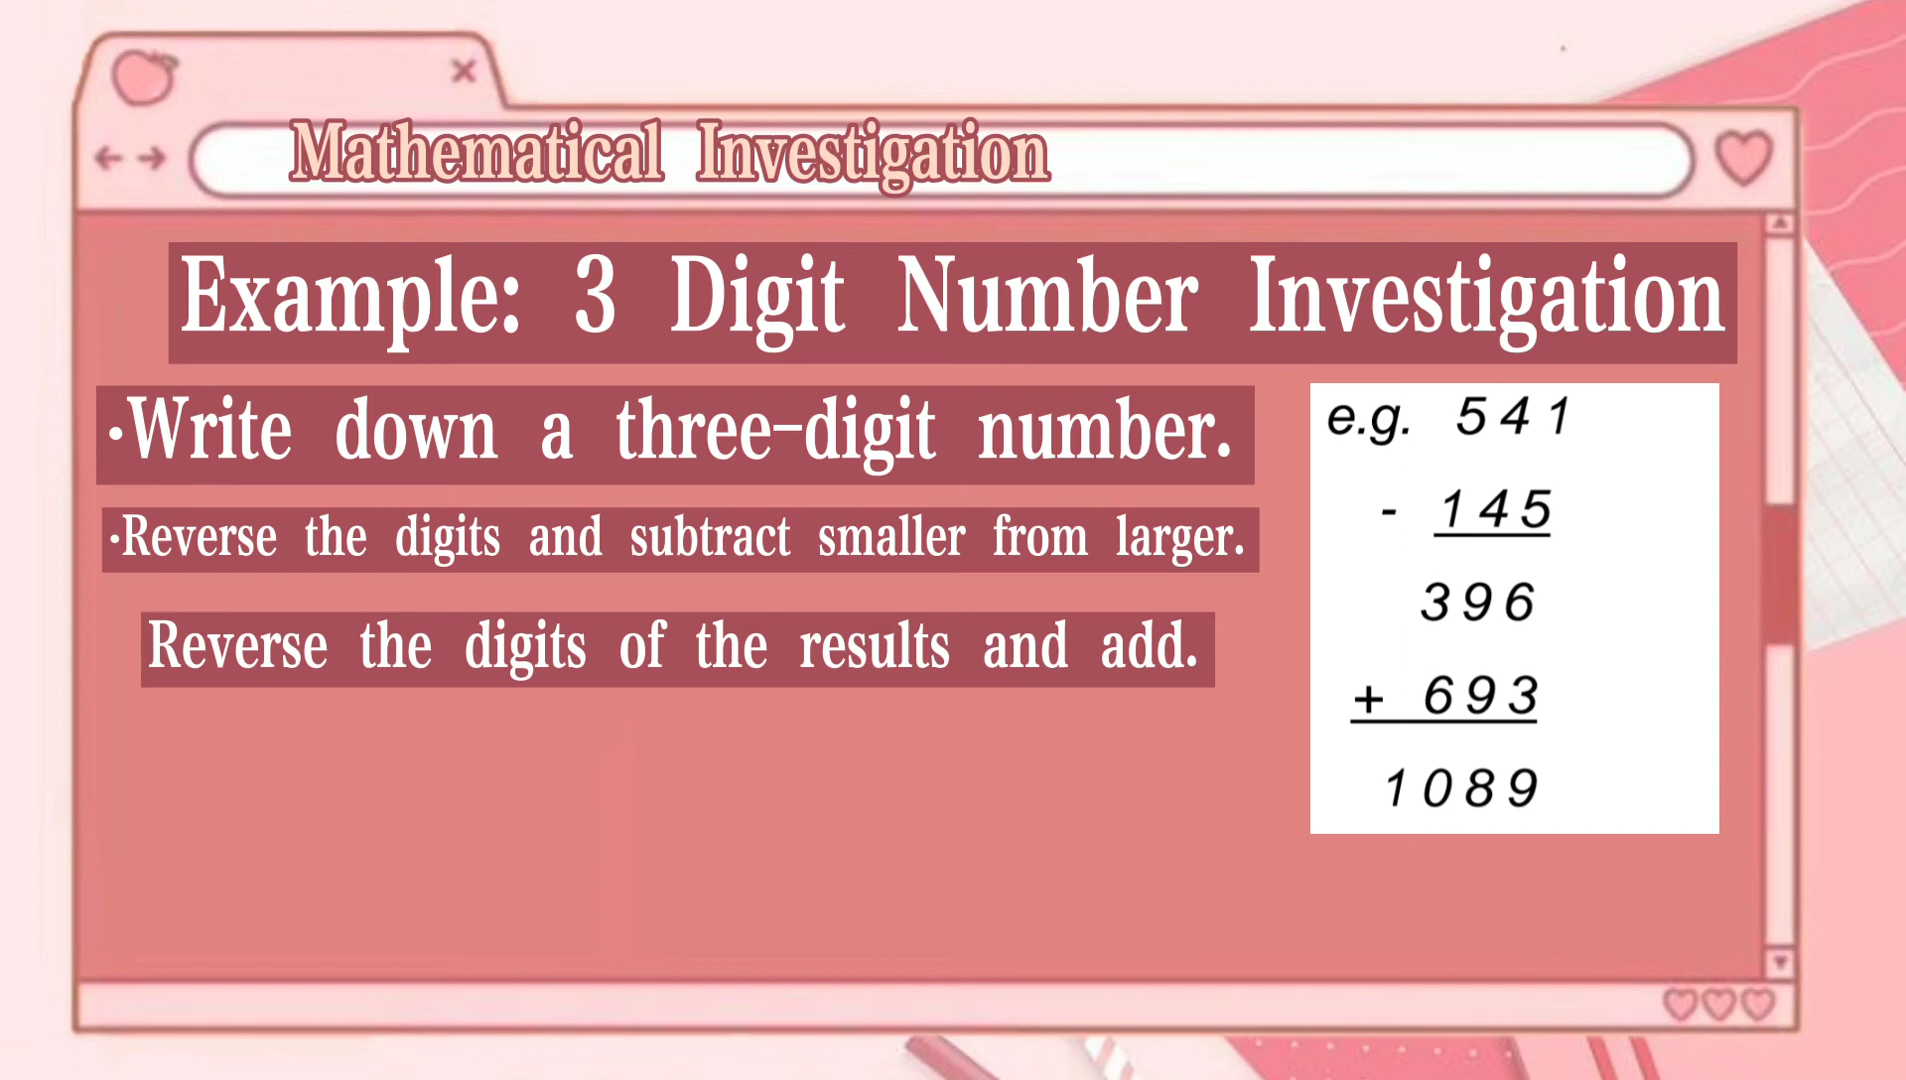 Mathematical Investigation
Example: 3 Digit Number Investigation
·Write down a three-digit number.
·Reverse the digits and subtract smaller from larger.
Reverse the digits of the results and add.
e.g. 541
- 145
396
+ 693
1089